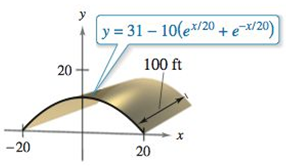 y
y = 31 – 10(e^x/20 + e^–x/20)
20
100 ft
x
–20
20